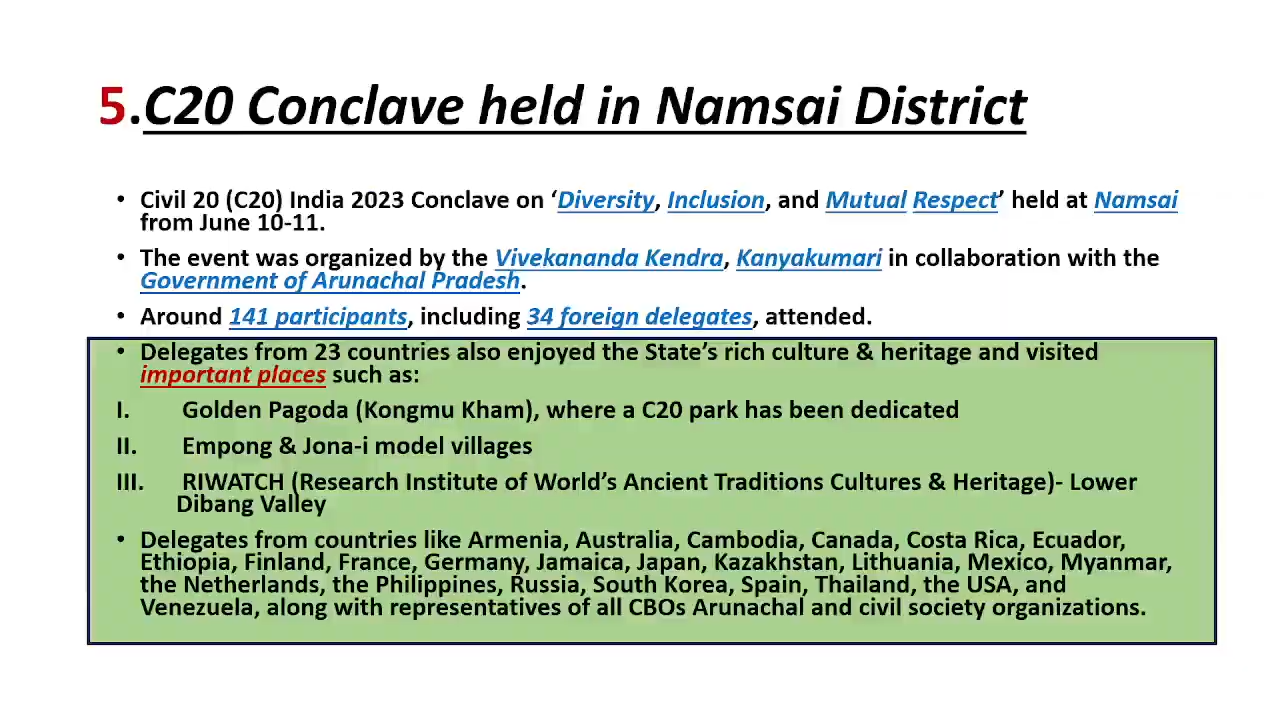 5.C20 Conclave held in Namsai District
• Civil 20 (C20) India 2023 Conclave on ‘Diversity, Inclusion, and Mutual Respect’ held at Namsai
from June 10-11.
• The event was organized by the Vivekananda Kendra, Kanyakumari in collaboration with the
Government of Arunachal Pradesh.
• Around 141 participants, including 34 foreign delegates, attended.
• Delegates from 23 countries also enjoyed the State’s rich culture & heritage and visited
important places such as:
I. Golden Pagoda (Kongmu Kham), where a C20 park has been dedicated
II. Empong & Jona-i model villages
III. RIWATCH (Research Institute of World’s Ancient Traditions Cultures & Heritage)- Lower
Dibang Valley
• Delegates from countries like Armenia, Australia, Cambodia, Canada, Costa Rica, Ecuador,
Ethiopia, Finland, France, Germany, Jamaica, Japan, Kazakhstan, Lithuania, Mexico, Myanmar,
the Netherlands, the Philippines, Russia, South Korea, Spain, Thailand, the USA, and
Venezuela, along with representatives of all CBOs Arunachal and civil society organizations.